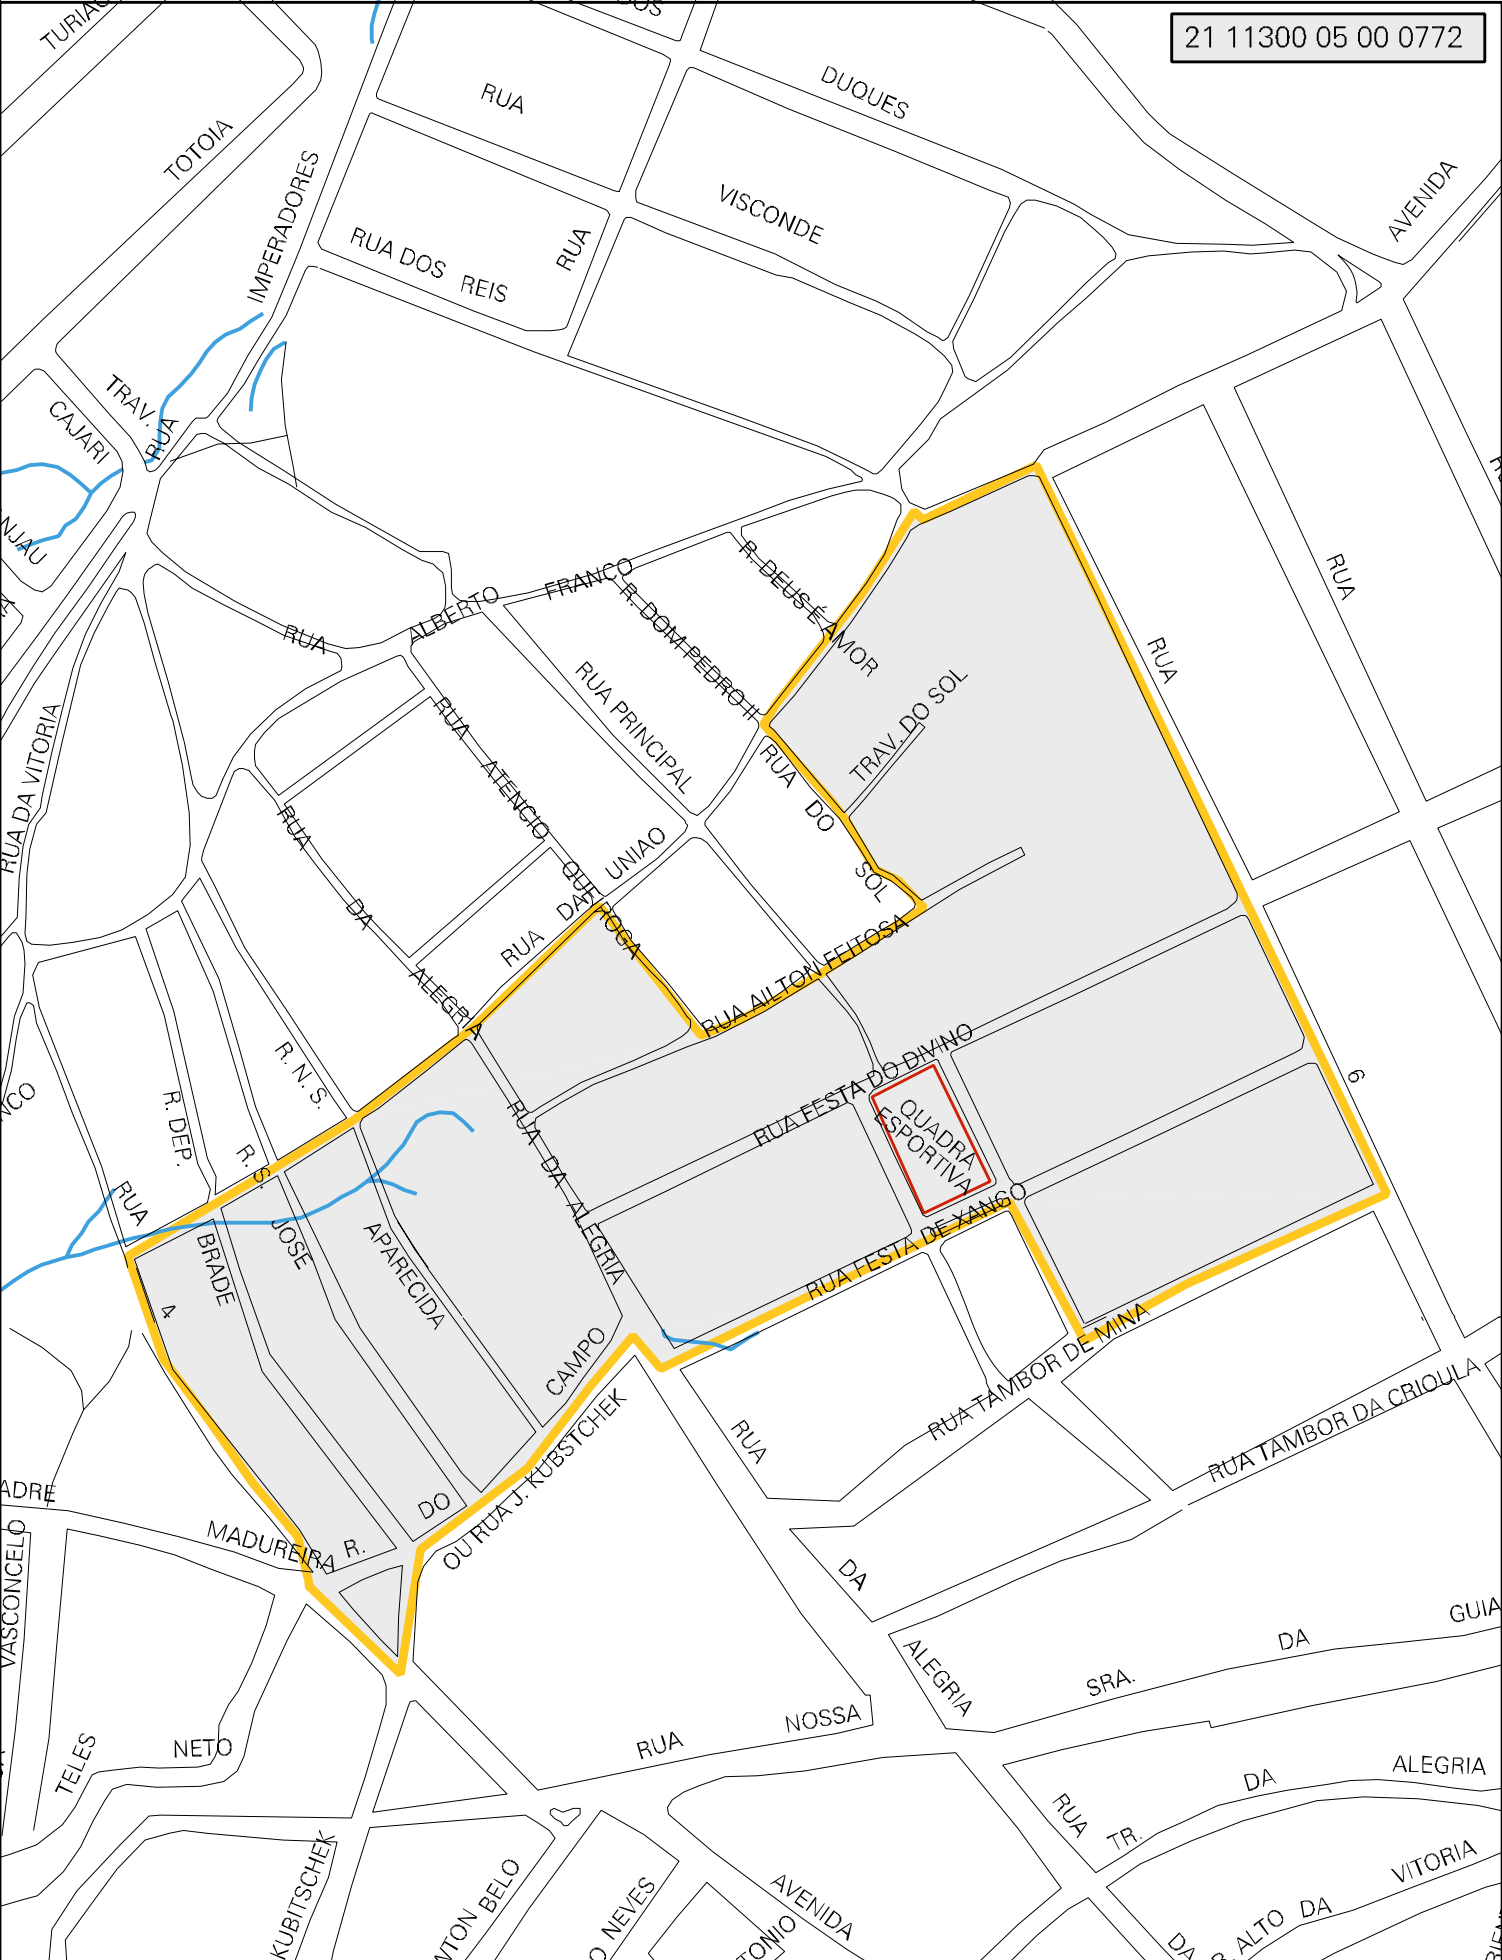 21 11300 05 00 0772
TOTOIA
IMPERADORES
RUA
DUQUES
VISCONDE
RUA DOS REIS
RUA
AVENIDA
TRAV.
CAJARI
RUA
RUA
ALBERTO
FRANCO
R. DEUS É AMOR
R. DOM PEDRO II
RUA PRINCIPAL
RUA
RUA
TRAV. DO SOL
RUA DA VITORIA
RUA ATENCIO QUEIROGA
RUA DO SOL
RUA DA ALEGRIA
RUA DA UNIAO
RUA AILTON FEITOSA
RUA FESTA DO DIVINO
QUADRA
ESPORTIVA
6
R. N. S.
APARECIDA
R. DEP.
BRADE
R. S.
JOSE
RUA
4
RUA DA ALEGRIA
RUA FESTA DE XANGO
RUA TAMBOR DE MINA
RUA TAMBOR DA CRIOULA
R. DO CAMPO
OU RUA J. KUBSTCHEK
MADUREIRA
VASCONCELO
TELES
NETO
RUA
DA
ALEGRIA
RUA NOSSA SRA. DA GUIA
RUA
DA
TR. DA ALEGRIA
ALTO DA VITORIA
KUBITSCHEK
BELO
NEVES
AVENIDA